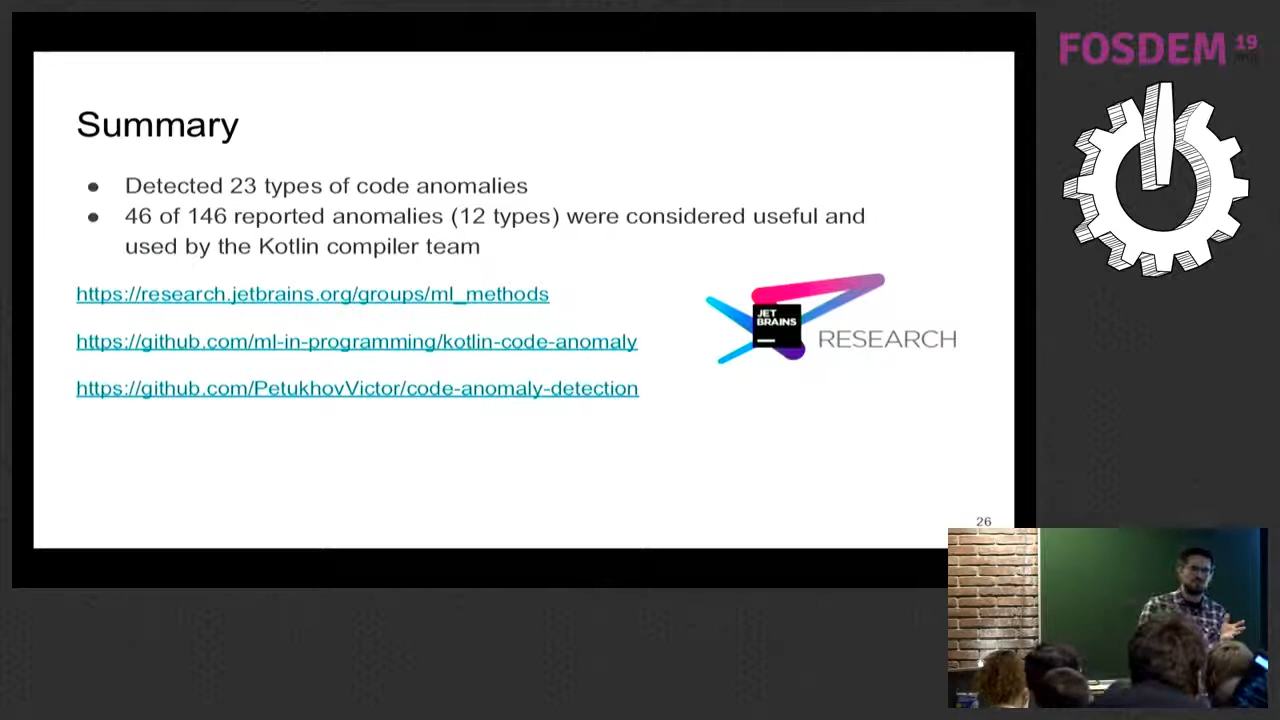 FOSDEM 19
Summary
● Detected 23 types of code anomalies
● 46 of 146 reported anomalies (12 types) were considered useful and
used by the Kotlin compiler team
https://research.jetbrains.org/groups/ml_methods
https://github.com/ml-in-programming/kotlin-code-anomaly
https://github.com/PetukhovVictor/code-anomaly-detection
JET
BRAINS
RESEARCH
26